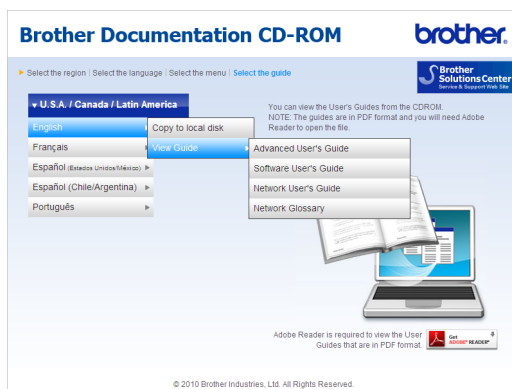 Brother Documentation CD-ROM
brother.
Select the region | Select the language | Select the menu | Select the guide
Brother
Solutions Center
Service & Support Web Site
U.S.A. / Canada / Latin America
You can view the User's Guides from the CDROM.
NOTE: The guides are in PDF format and you will need Adobe
Reader to open the file.
English
Copy to local disk
Français
View Guide
Advanced User's Guide
Español (Estados Unidos/México)
Software User's Guide
Español (Chile/Argentina)
Network User's Guide
Português
Network Glossary
Adobe Reader is required to view the User
Guides that are in PDF format.
Get
ADOBE® READER®
© 2010 Brother Industries, Ltd. All Rights Reserved.